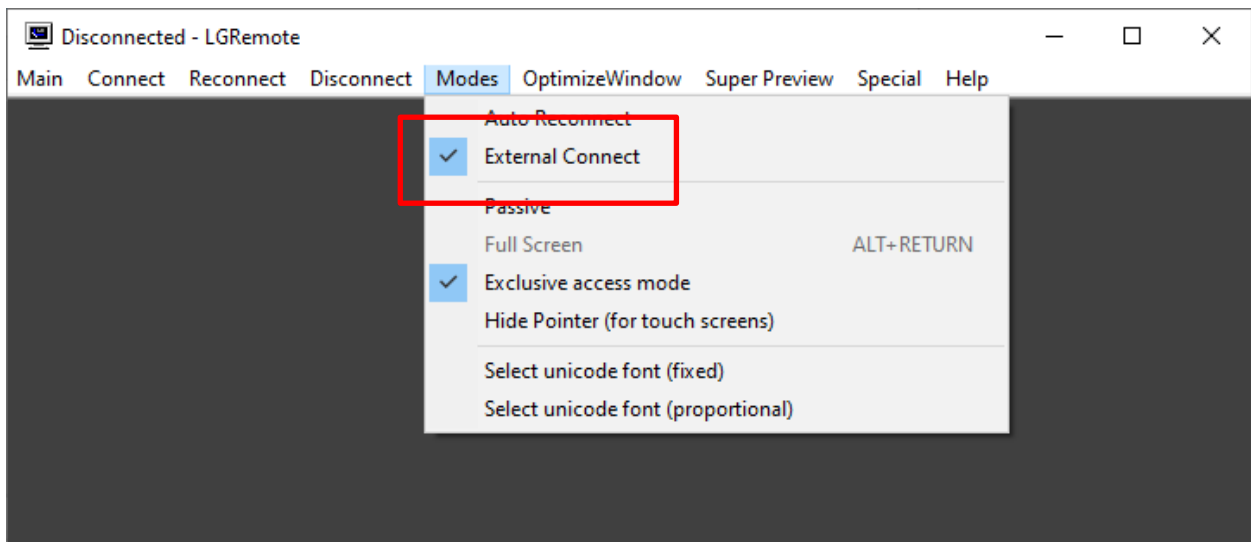 Disconnected - LGRemote
Main Connect Reconnect Disconnect Modes OptimizeWindow Super Preview Special Help
Auto Reconnect
External Connect
Passive
Full Screen ALT+RETURN
Exclusive access mode
Hide Pointer (for touch screens)
Select unicode font (fixed)
Select unicode font (proportional)